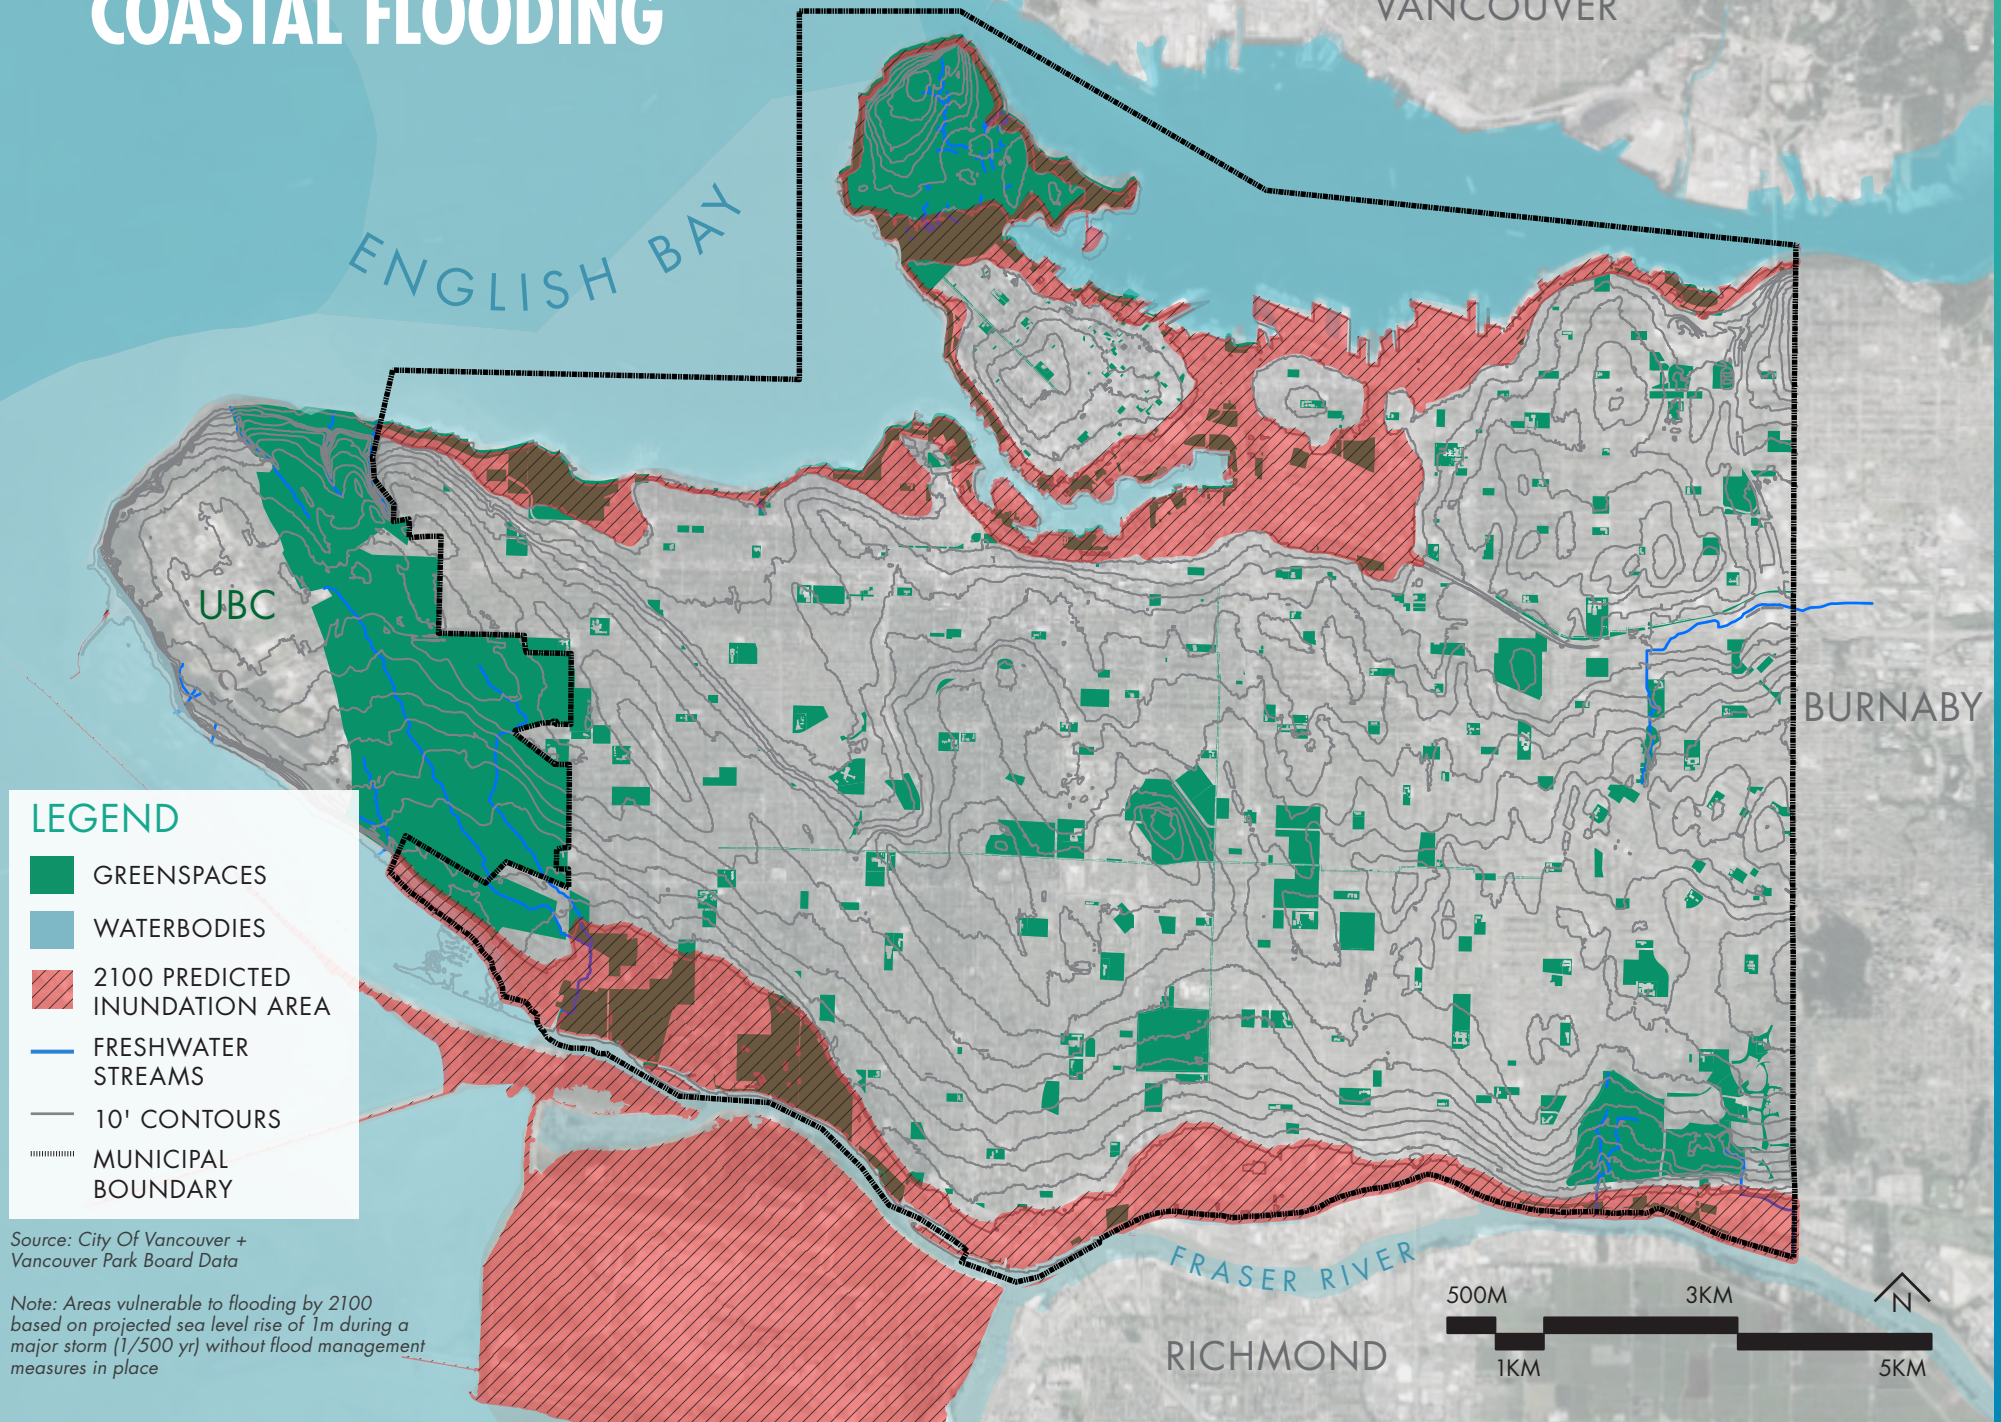 COASTAL FLOODING
VANCOUVER
ENGLISH BAY
UBC
BURNABY
LEGEND
GREENSPACES
WATERBODIES
2100 PREDICTED
INUNDATION AREA
FRESHWATER
STREAMS
10' CONTOURS
MUNICIPAL
BOUNDARY
Source: City Of Vancouver +
Vancouver Park Board Data
Note: Areas vulnerable to flooding by 2100
based on projected sea level rise of 1m during a
major storm (1/500 yr) without flood management
measures in place
FRASER RIVER
RICHMOND
500M
3KM
N
1KM
5KM